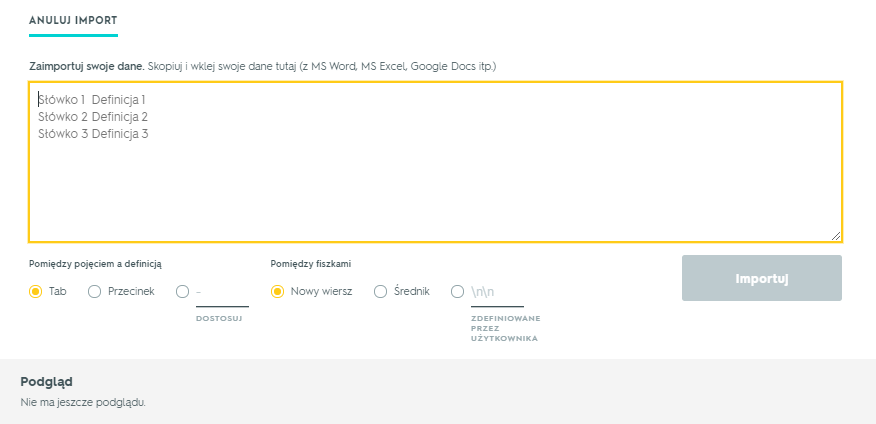 ANULUJ IMPORT
Zaimportuj swoje dane. Skopiuj i wklej swoje dane tutaj (z MS Word, MS Excel, Google Docs itp.)
Słówko 1 Definicja 1
Słówko 2 Definicja 2
Słówko 3 Definicja 3
Pomiędzy pojęciem a definicją
Pomiędzy fiszkami
Tab Przecinek -
DOSTOSUJ
Nowy wiersz Średnik \n\n
ZDEFINIOWANE
PRZEZ
UŻYTKOWNIKA
Importuj
Podgląd
Nie ma jeszcze podglądu.